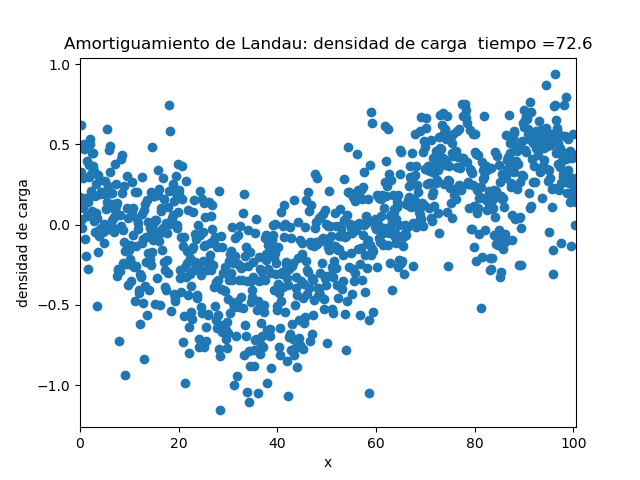 Amortiguamiento de Landau: densidad de carga  tiempo =72.6
1.0
0.5
0.0
−0.5
−1.0
densidad de carga
0 20 40 60 80 100
x